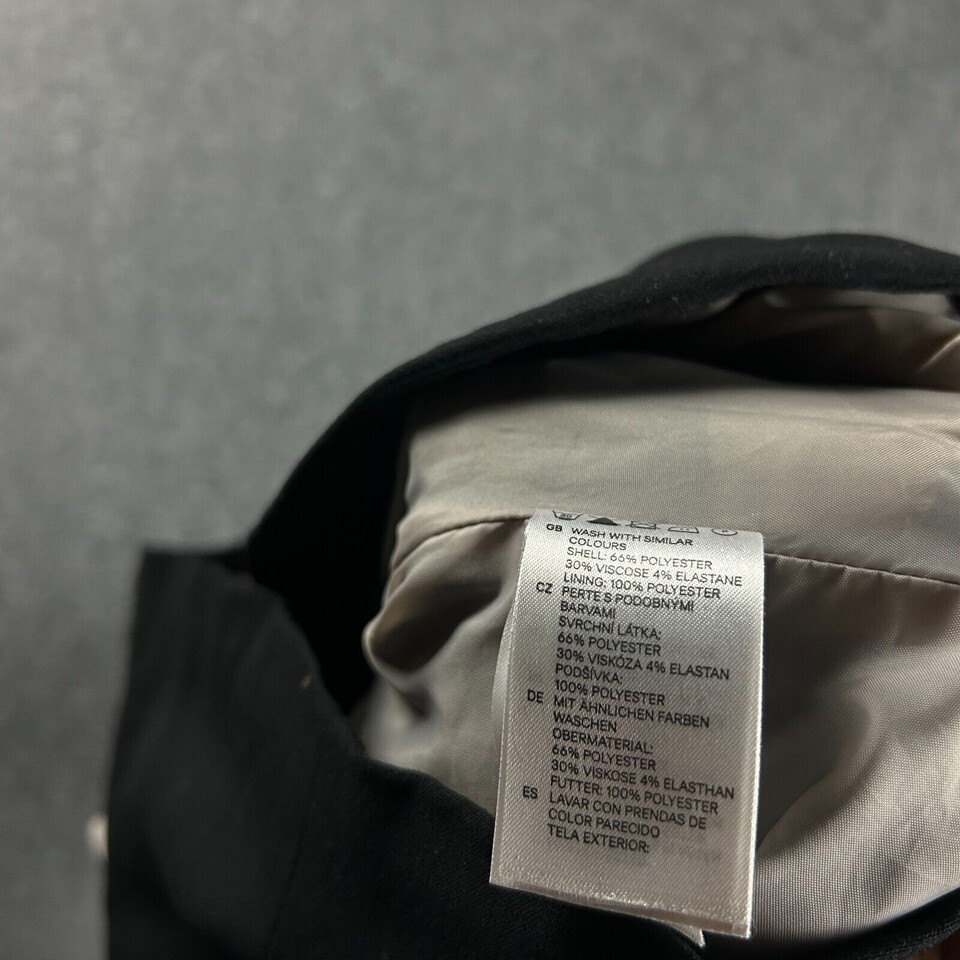 GB WASH WITH SIMILAR
COLOURS
SHELL: 66% POLYESTER
30% VISCOSE 4% ELASTANE
LINING: 100% POLYESTER
CZ PERTE S PODOBNÝMI
BARVAMI
SVRCHNÍ LÁTKA:
66% POLYESTER
30% VISKÓZA 4% ELASTAN
PODŠÍVKA:
100% POLYESTER
DE MIT ÄHNLICHEN FARBEN
WASCHEN
OBERMATERIAL:
66% POLYESTER
30% VISKOSE 4% ELASTHAN
FUTTER: 100% POLYESTER
ES LAVAR CON PRENDAS DE
COLOR PARECIDO
TELA EXTERIOR: